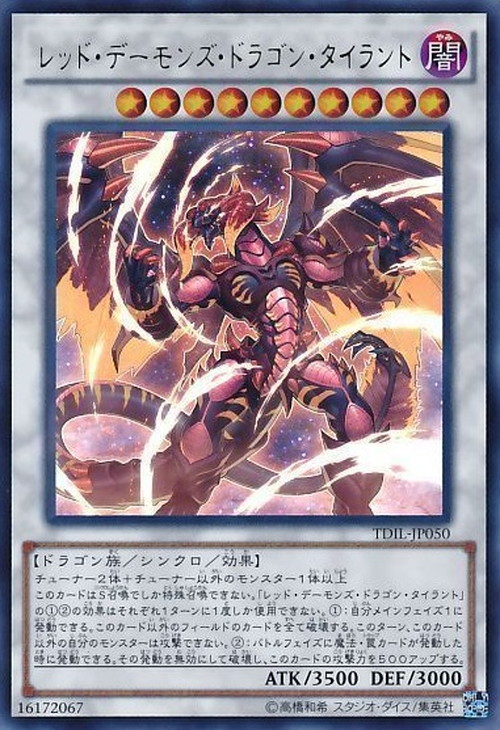 レッド・デーモンズ・ドラゴン・タイラント
闇
TDIL-JP050
【ドラゴン族／シンクロ／効果】
チューナー2体＋チューナー以外のモンスター1体以上
このカードはS召喚でしか特殊召喚できない。「レッド・デーモンズ・ドラゴン・タイラント」
の①②の効果はそれぞれ1ターンに1度しか使用できない。①：自分メインフェイズ1に
発動できる。このカード以外のフィールドのカードを全て破壊する。このターン、このカード
以外の自分のモンスターは攻撃できない。②：バトルフェイズに魔法・罠カードが発動した
時に発動できる。その発動を無効にして破壊し、このカードの攻撃力を500アップする。
ATK/3500 DEF/3000
16172067
©高橋和希 スタジオ・ダイス/集英社